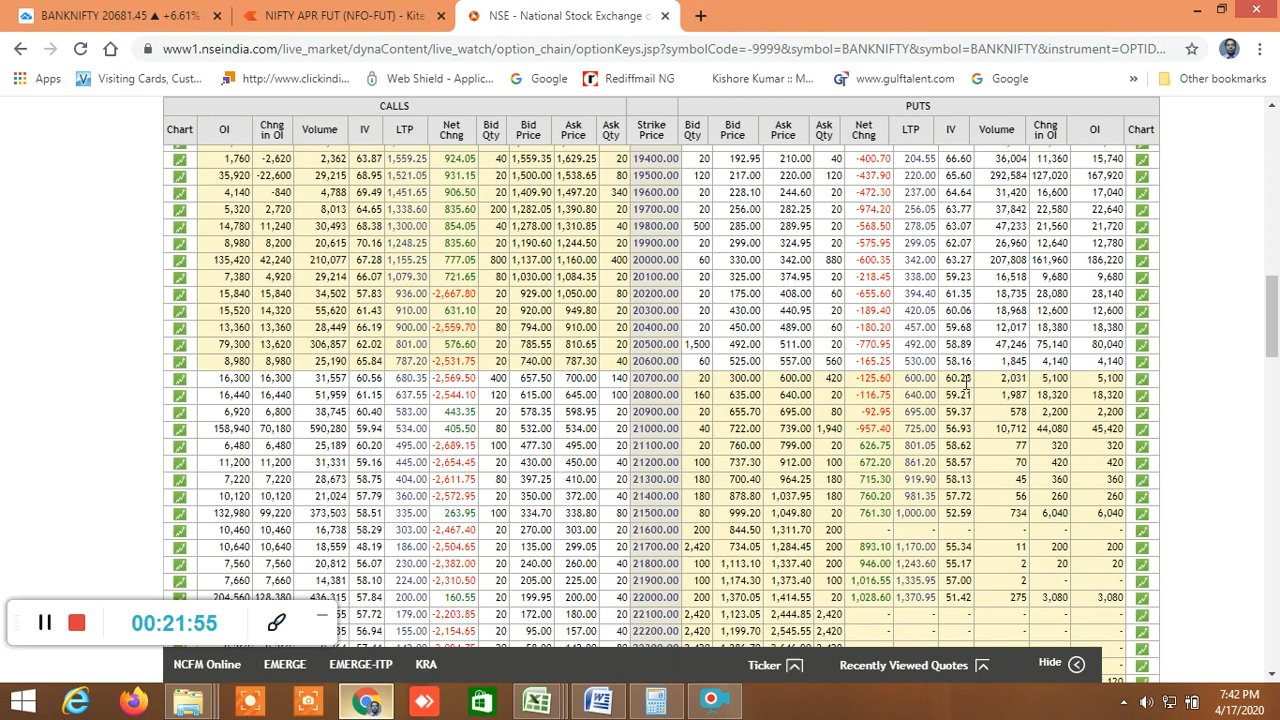 BANKNIFTY 20681.45 ▲ +6.61%
NIFTY APR FUT (NFO-FUT) - Kite
NSE - National Stock Exchange o
www1.nseindia.com/live_market/dynaContent/live_watch/option_chain/optionKeys.jsp?symbolCode=-9999&symbol=BANKNIFTY&symbol=BANKNIFTY&instrument=OPTID...
Apps Visiting Cards, Cust... http://www.clickindi... Web Shield - Applic... Google Rediffmail NG Kishore Kumar :: M... www.gulftalent.com Google » Other bookmarks
CALLS PUTS
Chart OI Chng in OI Volume IV LTP Net Chng Bid Qty Bid Price Ask Price Ask Qty Strike Price Bid Qty Bid Price Ask Price Ask Qty Net Chng LTP IV Volume Chng in OI OI Chart
1,760 -2,620 2,362 63.87 1,559.25 924.05 40 1,559.35 1,629.25 20 19400.00 20 192.95 210.00 40 -400.70 204.55 66.60 36,004 11,360 15,740
35,920 -22,600 29,215 68.95 1,521.05 931.15 20 1,500.00 1,538.65 80 19500.00 120 217.00 220.00 120 -437.90 220.00 65.60 292,584 127,020 167,920
4,140 -840 4,788 69.49 1,451.65 906.50 20 1,409.90 1,497.20 340 19600.00 20 228.10 244.60 20 -472.30 237.00 64.64 31,420 16,600 17,040
5,320 2,720 8,013 64.65 1,338.60 835.60 200 1,282.05 1,390.80 20 19700.00 20 256.00 282.25 20 -974.20 256.05 63.77 37,842 22,580 22,640
14,780 11,240 30,493 68.38 1,300.00 854.05 40 1,278.00 1,310.85 40 19800.00 500 285.00 289.95 20 -568.50 278.05 63.07 47,233 21,560 21,720
8,980 8,200 20,615 70.16 1,248.25 835.60 20 1,190.60 1,244.50 20 19900.00 20 299.00 324.95 20 -575.95 299.05 62.07 26,960 12,640 12,780
135,420 42,240 210,077 67.28 1,155.25 777.05 800 1,137.00 1,160.00 400 20000.00 60 330.00 342.00 880 -600.35 342.00 63.27 207,808 161,960 186,220
7,380 4,920 29,214 66.07 1,079.30 721.65 80 1,030.00 1,084.35 20 20100.00 20 325.00 374.95 20 -218.45 338.00 59.23 16,518 9,680 9,680
15,840 15,840 34,502 57.83 936.00 -2,667.80 20 929.00 1,050.00 80 20200.00 20 175.00 408.00 60 -655.60 394.40 61.35 18,735 28,080 28,140
15,520 14,320 55,620 61.43 910.00 631.10 20 920.00 949.80 20 20300.00 20 430.00 440.95 20 -189.40 420.05 60.06 18,968 12,600 12,600
13,360 13,360 28,449 66.19 900.00 -2,559.70 80 794.00 910.00 20 20400.00 20 450.00 489.00 60 -180.20 457.00 59.68 12,017 18,380 18,380
79,300 13,620 306,857 62.02 801.00 576.60 20 785.55 810.65 20 20500.00 1,500 492.00 511.00 20 -770.95 492.00 58.89 47,246 75,140 80,040
8,980 8,980 25,190 65.84 787.20 -2,531.75 20 740.00 787.30 40 20600.00 60 525.00 557.00 560 -165.25 530.00 58.16 1,845 4,140 4,140
16,300 16,300 31,557 60.56 680.35 -2,569.50 400 657.50 700.00 140 20700.00 20 300.00 600.00 420 -125.60 600.00 60.28 2,031 5,100 5,100
16,440 16,440 51,959 61.15 637.55 -2,544.10 120 615.00 645.00 100 20800.00 160 635.00 640.00 20 -116.75 640.00 59.21 1,987 18,320 18,320
6,920 6,800 38,745 60.40 583.00 443.35 20 578.35 598.95 20 20900.00 20 655.70 695.00 80 -92.95 695.00 59.37 578 2,200 2,200
158,940 70,180 590,280 59.94 534.00 405.50 80 532.00 534.00 20 21000.00 40 722.00 739.00 1,940 -957.40 725.00 56.93 10,712 44,080 45,420
6,480 6,480 25,189 60.20 495.00 -2,689.15 100 477.30 495.00 20 21100.00 20 760.00 799.00 20 626.75 801.05 58.62 77 320 320
11,200 11,200 31,331 59.16 445.00 -2,654.45 20 430.00 450.00 40 21200.00 100 737.30 912.00 100 672.20 861.20 58.57 70 420 420
7,220 7,220 28,673 58.75 404.00 -2,611.75 80 397.25 410.00 20 21300.00 180 700.40 964.25 180 715.30 919.90 58.13 45 360 360
10,120 10,120 21,024 57.79 360.00 -2,572.95 20 350.00 372.00 40 21400.00 180 878.80 1,037.95 180 760.20 981.35 57.72 56 260 260
132,980 99,220 373,503 58.51 335.00 263.95 100 334.70 338.80 80 21500.00 80 999.20 1,049.80 20 761.30 1,000.00 52.59 734 6,040 6,040
10,460 10,460 16,738 58.29 303.00 -2,467.40 20 270.00 303.00 20 21600.00 200 844.50 1,311.70 200 - - - - - -
10,640 10,640 18,559 48.19 186.00 -2,504.65 20 135.00 299.05 20 21700.00 2,420 734.05 1,284.45 200 893.10 1,170.00 55.34 11 200 200
7,560 7,560 20,812 56.07 230.00 -2,382.00 20 240.00 260.00 40 21800.00 100 1,113.10 1,337.40 100 946.00 1,243.60 55.17 2 20 20
7,660 7,660 14,381 58.10 224.00 -2,310.50 20 205.00 225.00 20 21900.00 100 1,174.30 1,373.40 100 1,016.55 1,335.95 57.00 2 - -
204,560 128,380 436,315 57.84 200.00 160.55 20 199.95 200.00 40 22000.00 200 1,370.05 1,414.55 20 1,028.60 1,370.95 51.42 275 3,080 3,080
57.72 179.00 -2,203.85 20 172.00 180.00 20 22100.00 2,420 1,123.05 2,444.85 2,420 - - - - - -
56.94 155.00 -2,154.65 20 95.00 157.00 40 22200.00 2,420 1,199.70 2,545.55 2,420 - - - - - -
00:21:55
NCFM Online EMERGE EMERGE-ITP KRA Ticker Recently Viewed Quotes Hide
7:42 PM
4/17/2020